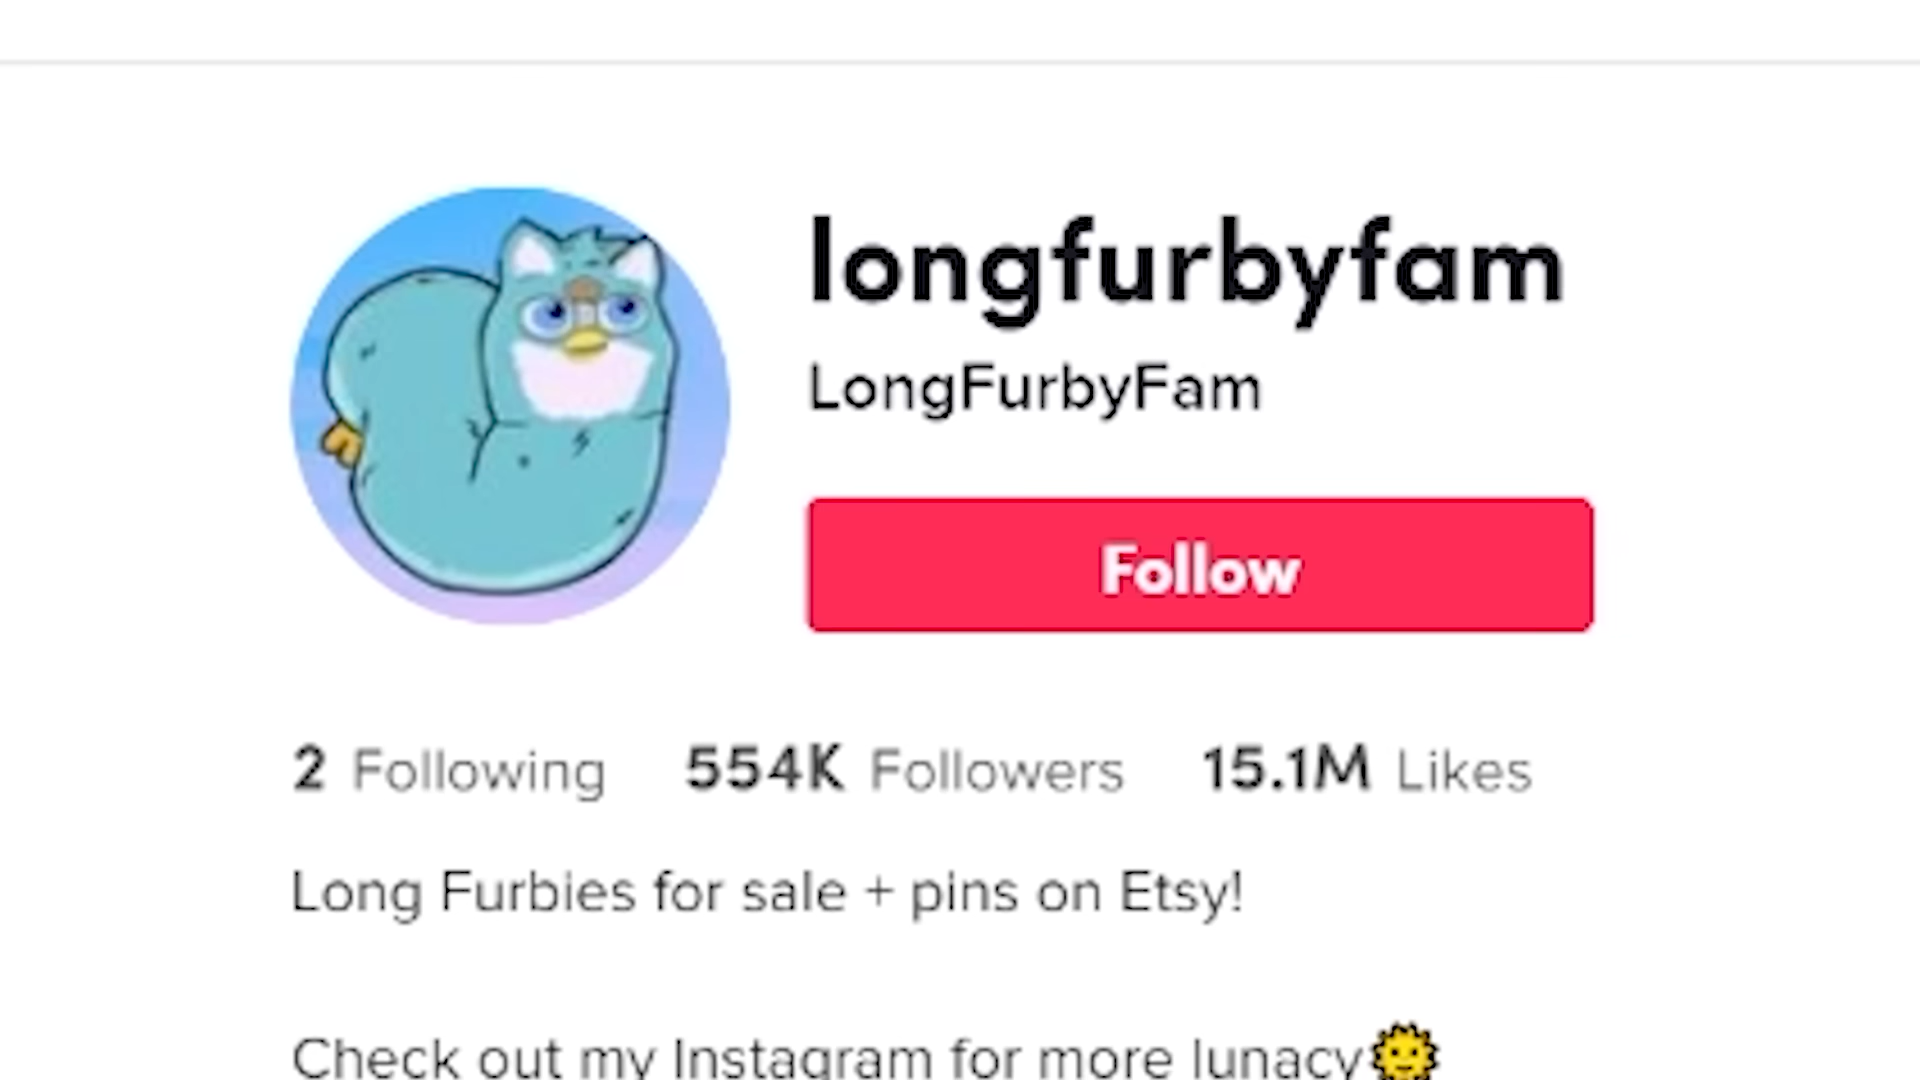 longfurbyfam
LongFurbyFam
Follow
2 Following 554K Followers 15.1M Likes
Long Furbies for sale + pins on Etsy!
Check out my Instagram for more lunacy🌞